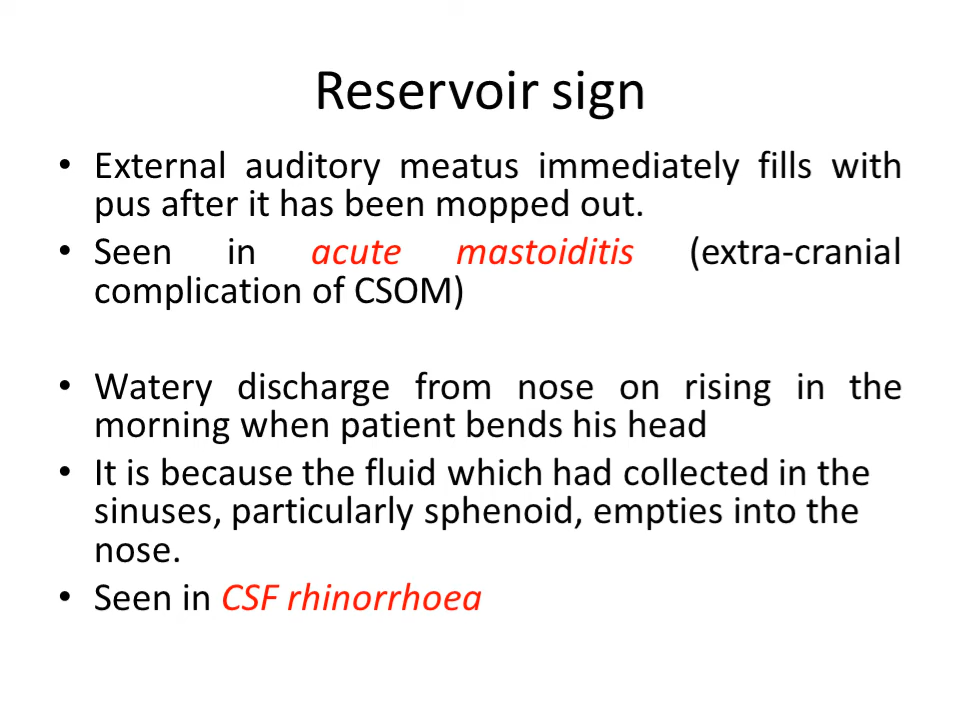 Reservoir sign
• External auditory meatus immediately fills with
pus after it has been mopped out.
• Seen in acute mastoiditis (extra-cranial
complication of CSOM)
• Watery discharge from nose on rising in the
morning when patient bends his head
• It is because the fluid which had collected in the
sinuses, particularly sphenoid, empties into the
nose.
• Seen in CSF rhinorrhoea